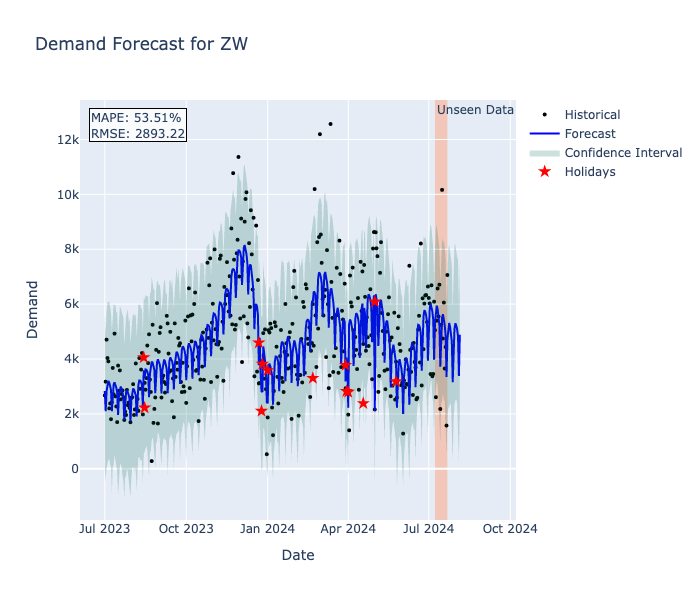 Demand Forecast for ZW
MAPE: 53.51%
RMSE: 2893.22
Unseen Data
Historical
Forecast
Confidence Interval
Holidays
12k
10k
8k
6k
4k
2k
0
Demand
Jul 2023
Oct 2023
Jan 2024
Apr 2024
Jul 2024
Oct 2024
Date